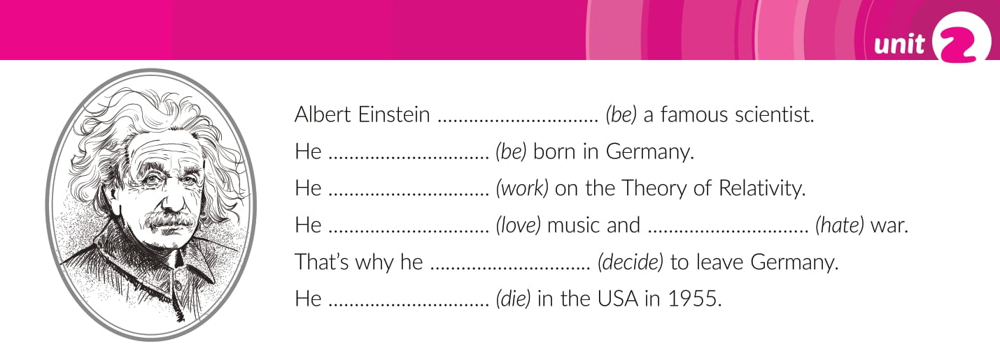 unit 2
Albert Einstein ............................... (be) a famous scientist.
He ............................... (be) born in Germany.
He ............................... (work) on the Theory of Relativity.
He ............................... (love) music and ............................... (hate) war.
That’s why he ............................... (decide) to leave Germany.
He ............................... (die) in the USA in 1955.